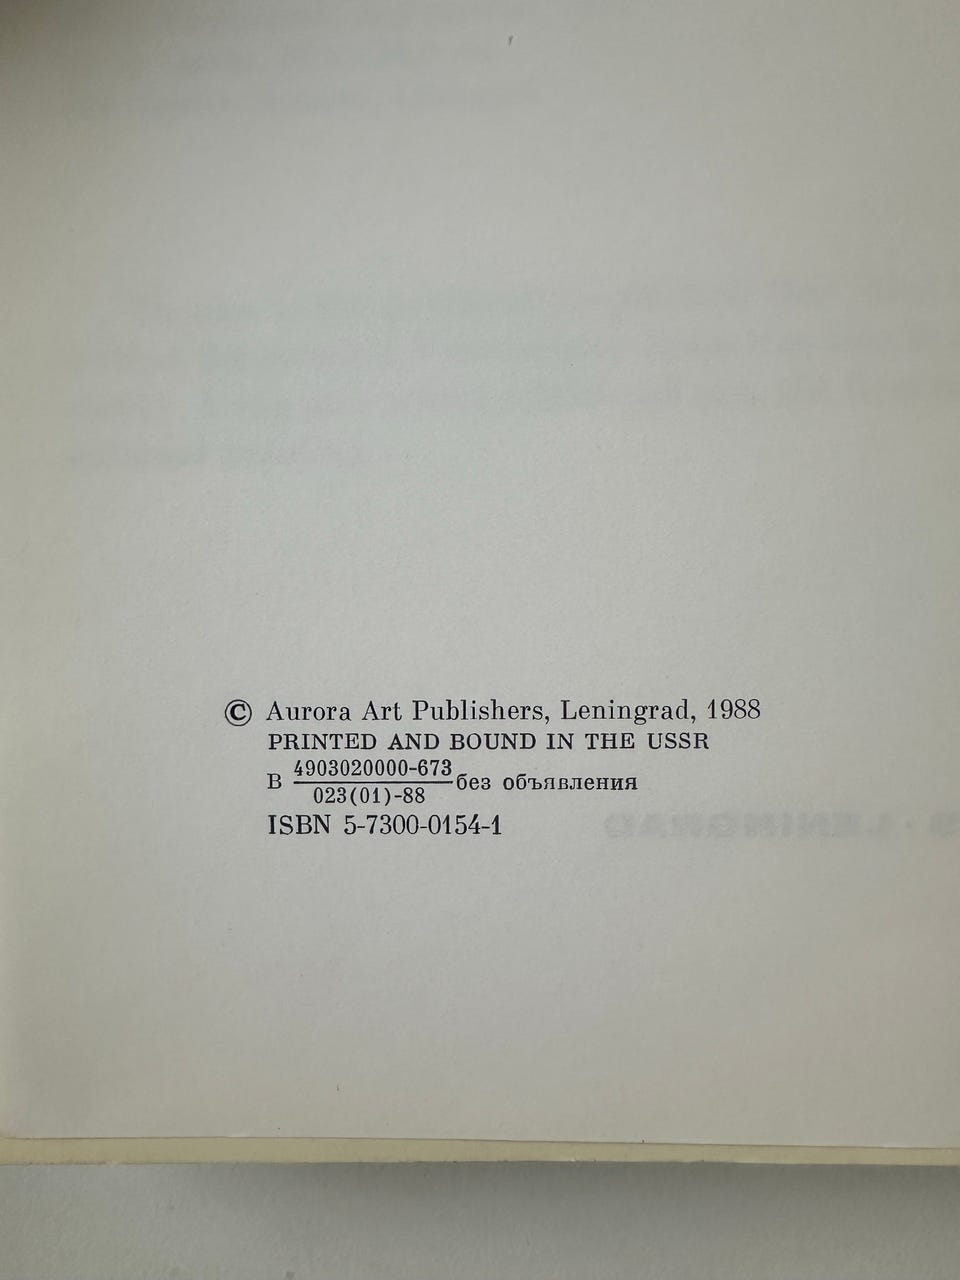 © Aurora Art Publishers, Leningrad, 1988
PRINTED AND BOUND IN THE USSR
В 4903020000-673 без объявления
023(01)-88
ISBN 5-7300-0154-1
LENINGRAD